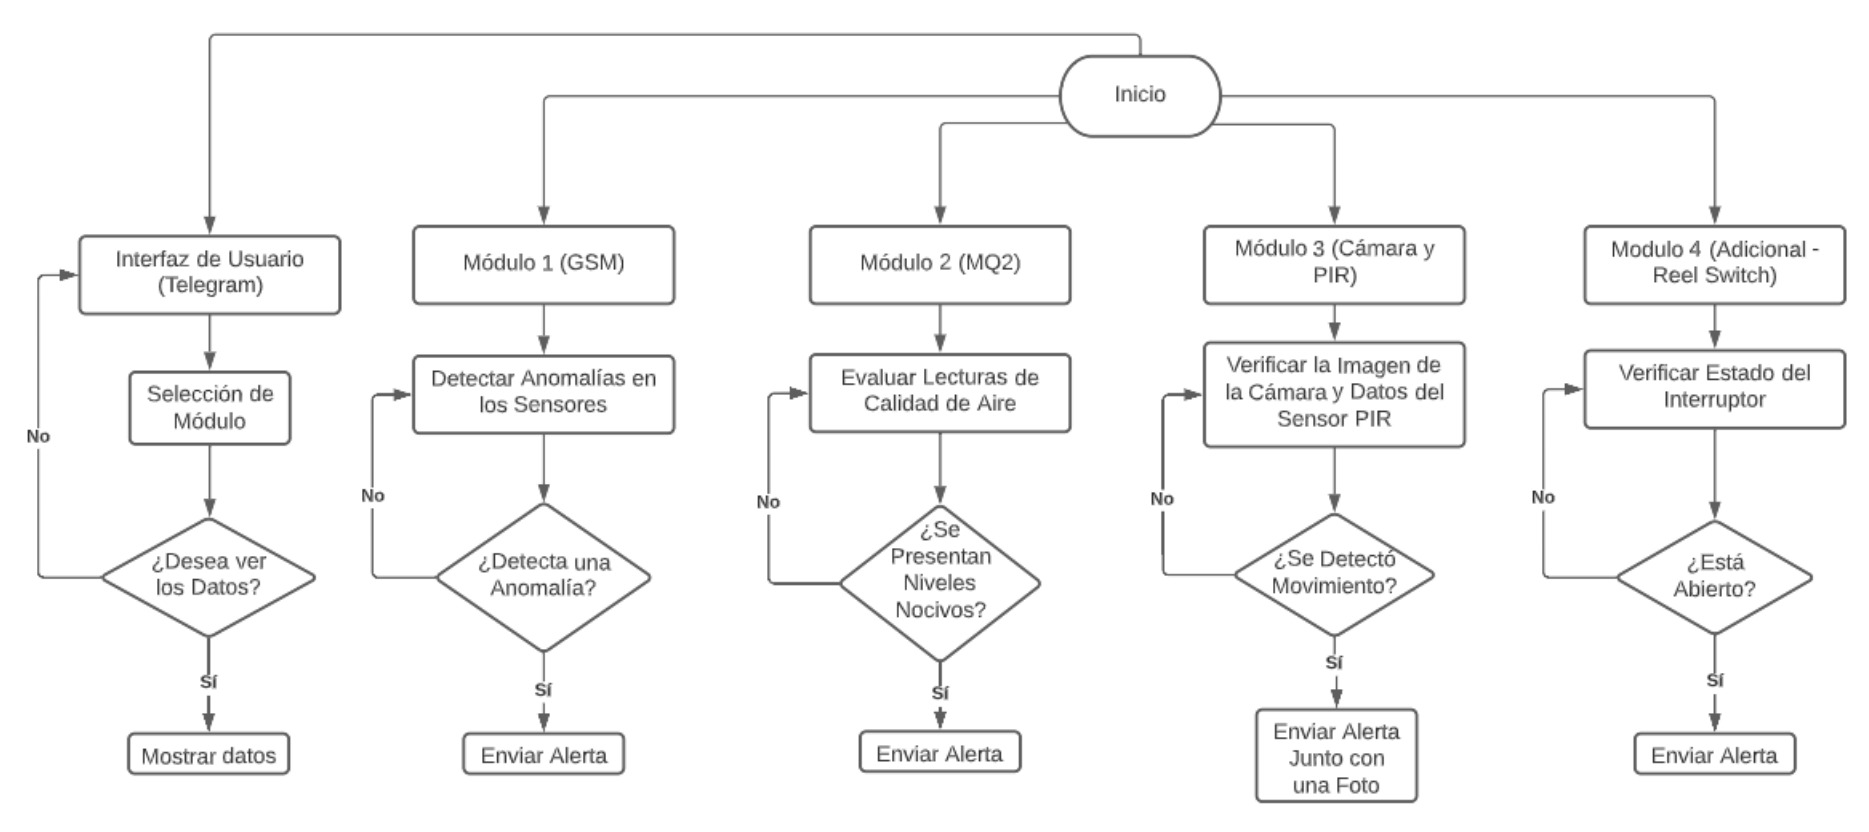 Inicio
Interfaz de Usuario
(Telegram)
Selección de
Módulo
No
¿Desea ver
los Datos?
Sí
Mostrar datos
Módulo 1 (GSM)
Detectar Anomalías en
los Sensores
No
¿Detecta una
Anomalía?
Sí
Enviar Alerta
Módulo 2 (MQ2)
Evaluar Lecturas de
Calidad de Aire
No
¿Se
Presentan
Niveles
Nocivos?
Sí
Enviar Alerta
Módulo 3 (Cámara y
PIR)
Verificar la Imagen de
la Cámara y Datos del
Sensor PIR
No
¿Se Detectó
Movimiento?
Sí
Enviar Alerta
Junto con
una Foto
Modulo 4 (Adicional -
Reel Switch)
Verificar Estado del
Interruptor
No
¿Está
Abierto?
Sí
Enviar Alerta